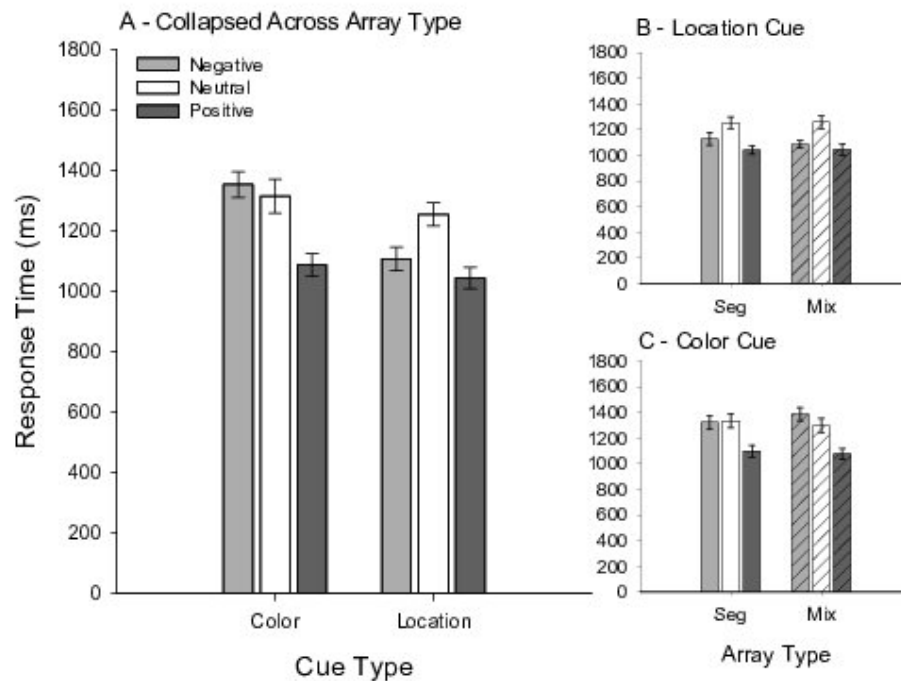 A - Collapsed Across Array Type
1800
1600
1400
1200
1000
800
600
400
200
0
Negative
Neutral
Positive
Response Time (ms)
Color
Location
Cue Type
B - Location Cue
1800
1600
1400
1200
1000
800
600
400
200
0
Seg
Mix
C - Color Cue
1800
1600
1400
1200
1000
800
600
400
200
0
Seg
Mix
Array Type